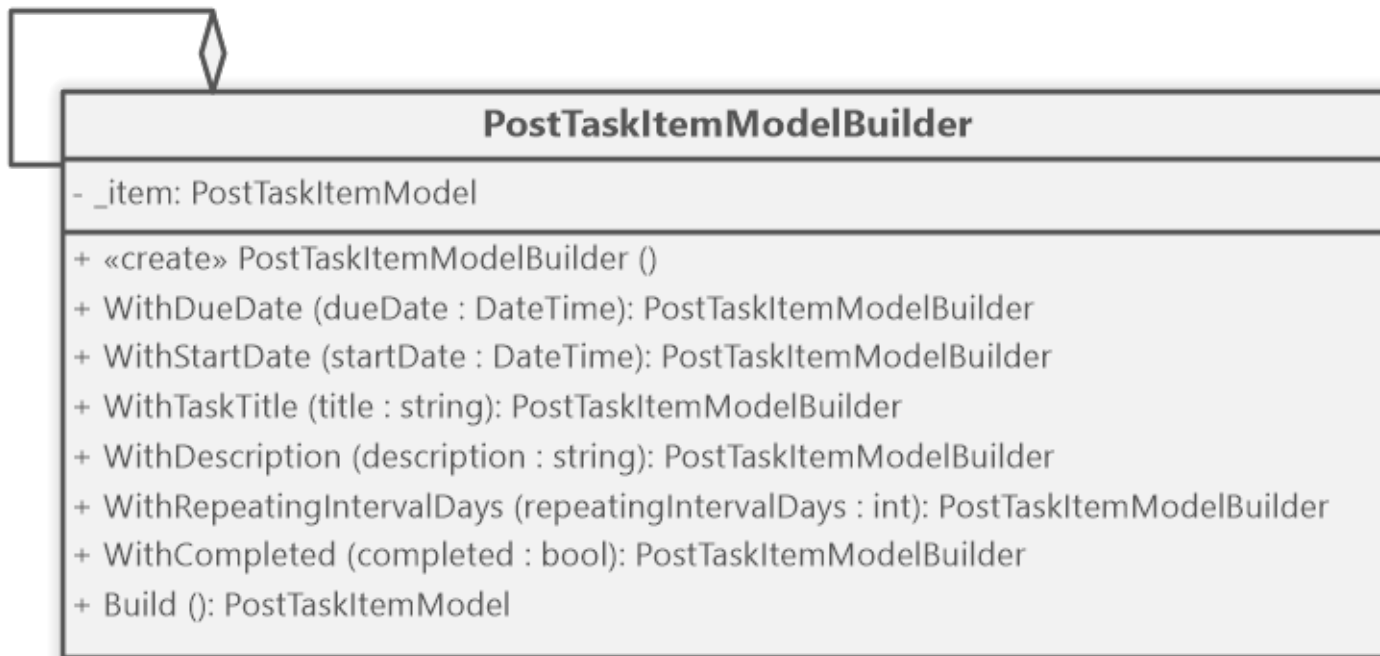 PostTaskItemModelBuilder
- _item: PostTaskItemModel
+ «create» PostTaskItemModelBuilder ()
+ WithDueDate (dueDate : DateTime): PostTaskItemModelBuilder
+ WithStartDate (startDate : DateTime): PostTaskItemModelBuilder
+ WithTaskTitle (title : string): PostTaskItemModelBuilder
+ WithDescription (description : string): PostTaskItemModelBuilder
+ WithRepeatingIntervalDays (repeatingIntervalDays : int): PostTaskItemModelBuilder
+ WithCompleted (completed : bool): PostTaskItemModelBuilder
+ Build (): PostTaskItemModel